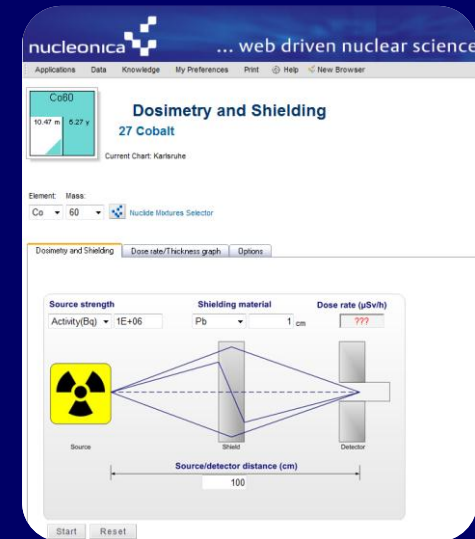 nucleonica ... web driven nuclear science
Applications Data Knowledge My Preferences Print Help New Browser
Co60
10.47 m 5.27 y
Dosimetry and Shielding
27 Cobalt
Current Chart: Karlsruhe
Element: Mass:
Co 60 Nuclide Mixtures Selector
Dosimetry and Shielding Dose rate/Thickness graph Options
Source strength Shielding material Dose rate (µSv/h)
Activity(Bq) 1E+06 Pb 1 cm ???
Source Shield Detector
Source/detector distance (cm)
100
Start Reset